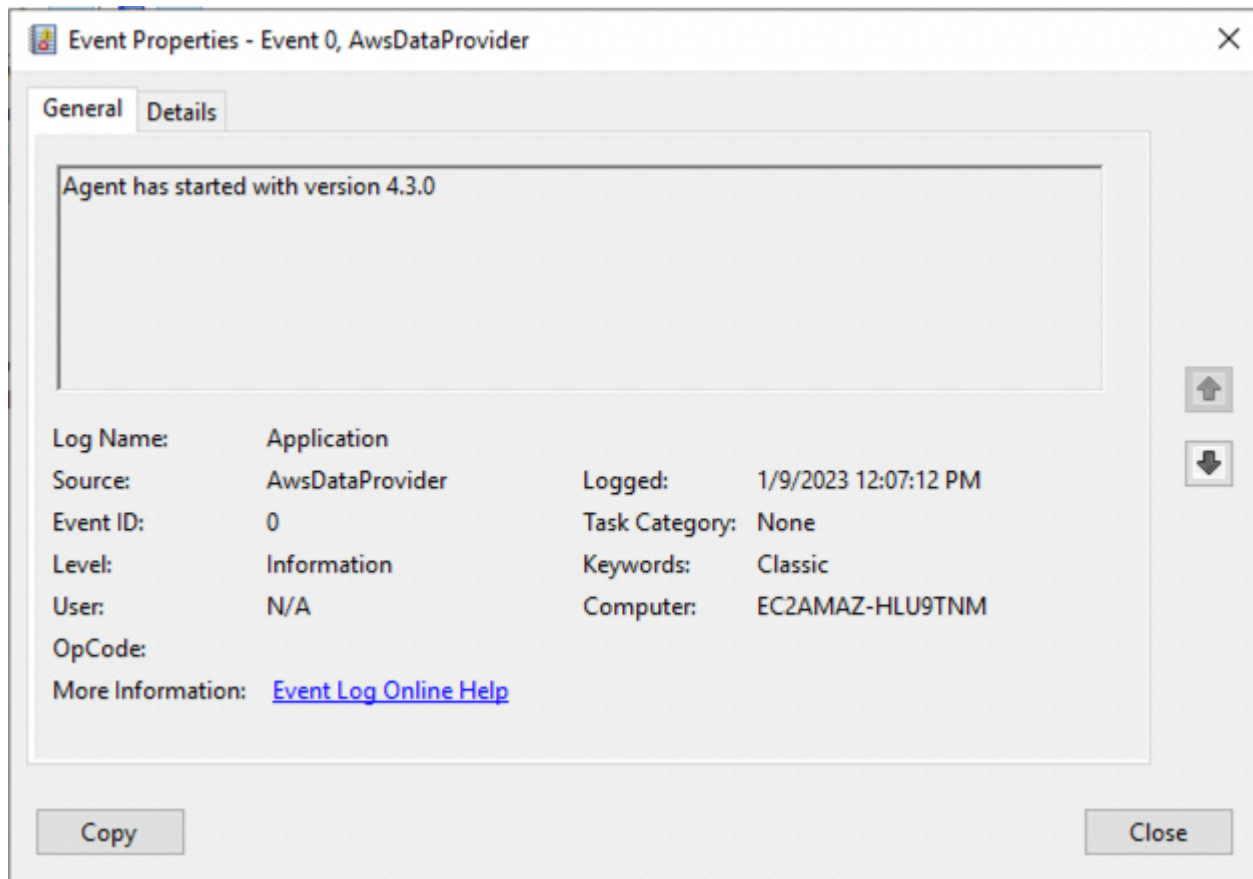 Event Properties - Event 0, AwsDataProvider
General Details
Agent has started with version 4.3.0
Log Name: Application
Source: AwsDataProvider Logged: 1/9/2023 12:07:12 PM
Event ID: 0 Task Category: None
Level: Information Keywords: Classic
User: N/A Computer: EC2AMAZ-HLU9TNM
OpCode:
More Information: Event Log Online Help
Copy Close